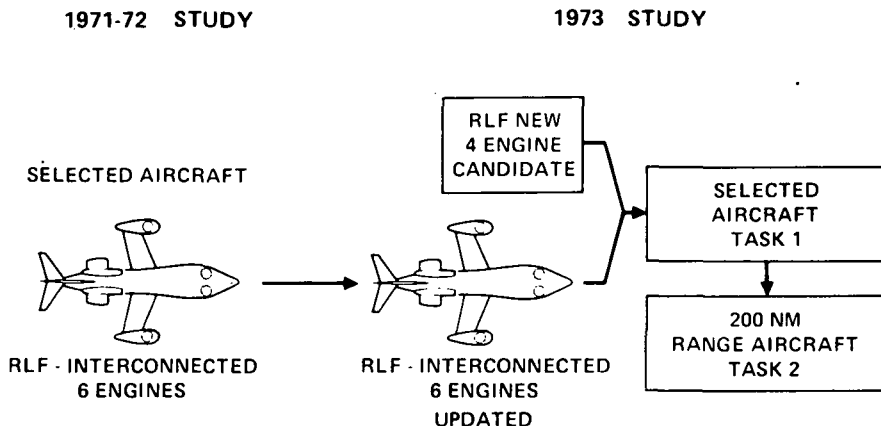 1971-72 STUDY
1973 STUDY
SELECTED AIRCRAFT
RLF - INTERCONNECTED
6 ENGINES
RLF NEW
4 ENGINE
CANDIDATE
RLF - INTERCONNECTED
6 ENGINES
UPDATED
SELECTED
AIRCRAFT
TASK 1
200 NM
RANGE AIRCRAFT
TASK 2